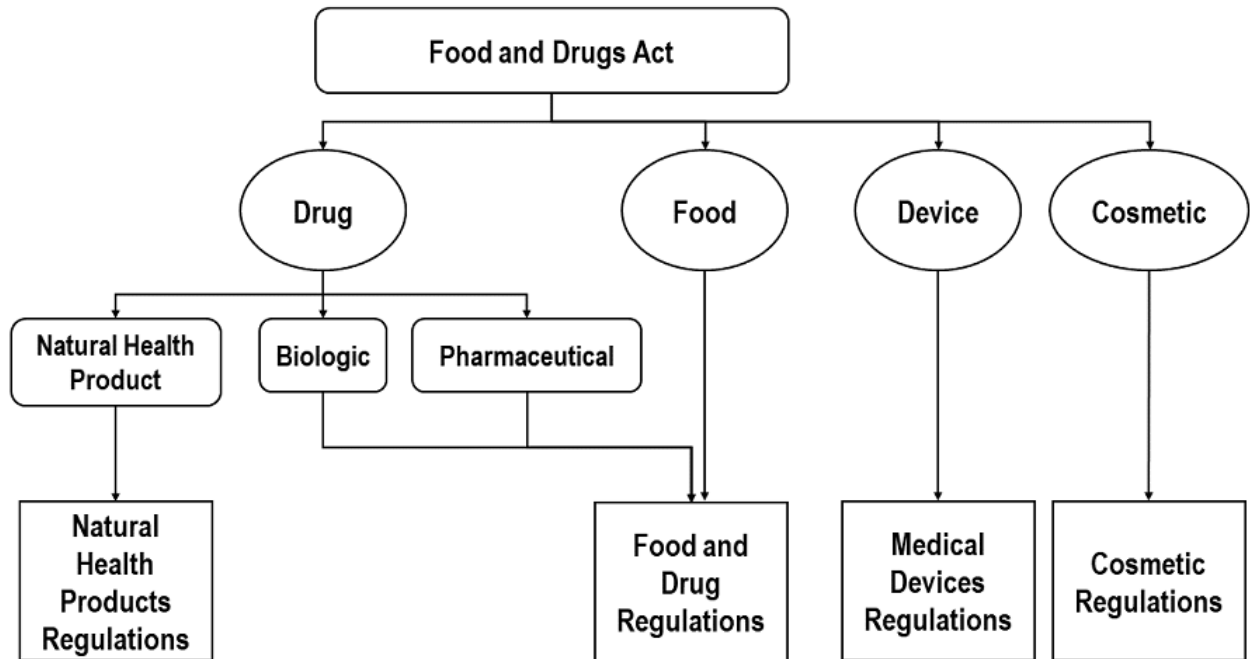 Food and Drugs Act
Drug
Food
Device
Cosmetic
Natural Health
Product
Biologic
Pharmaceutical
Natural
Health
Products
Regulations
Food and
Drug
Regulations
Medical
Devices
Regulations
Cosmetic
Regulations